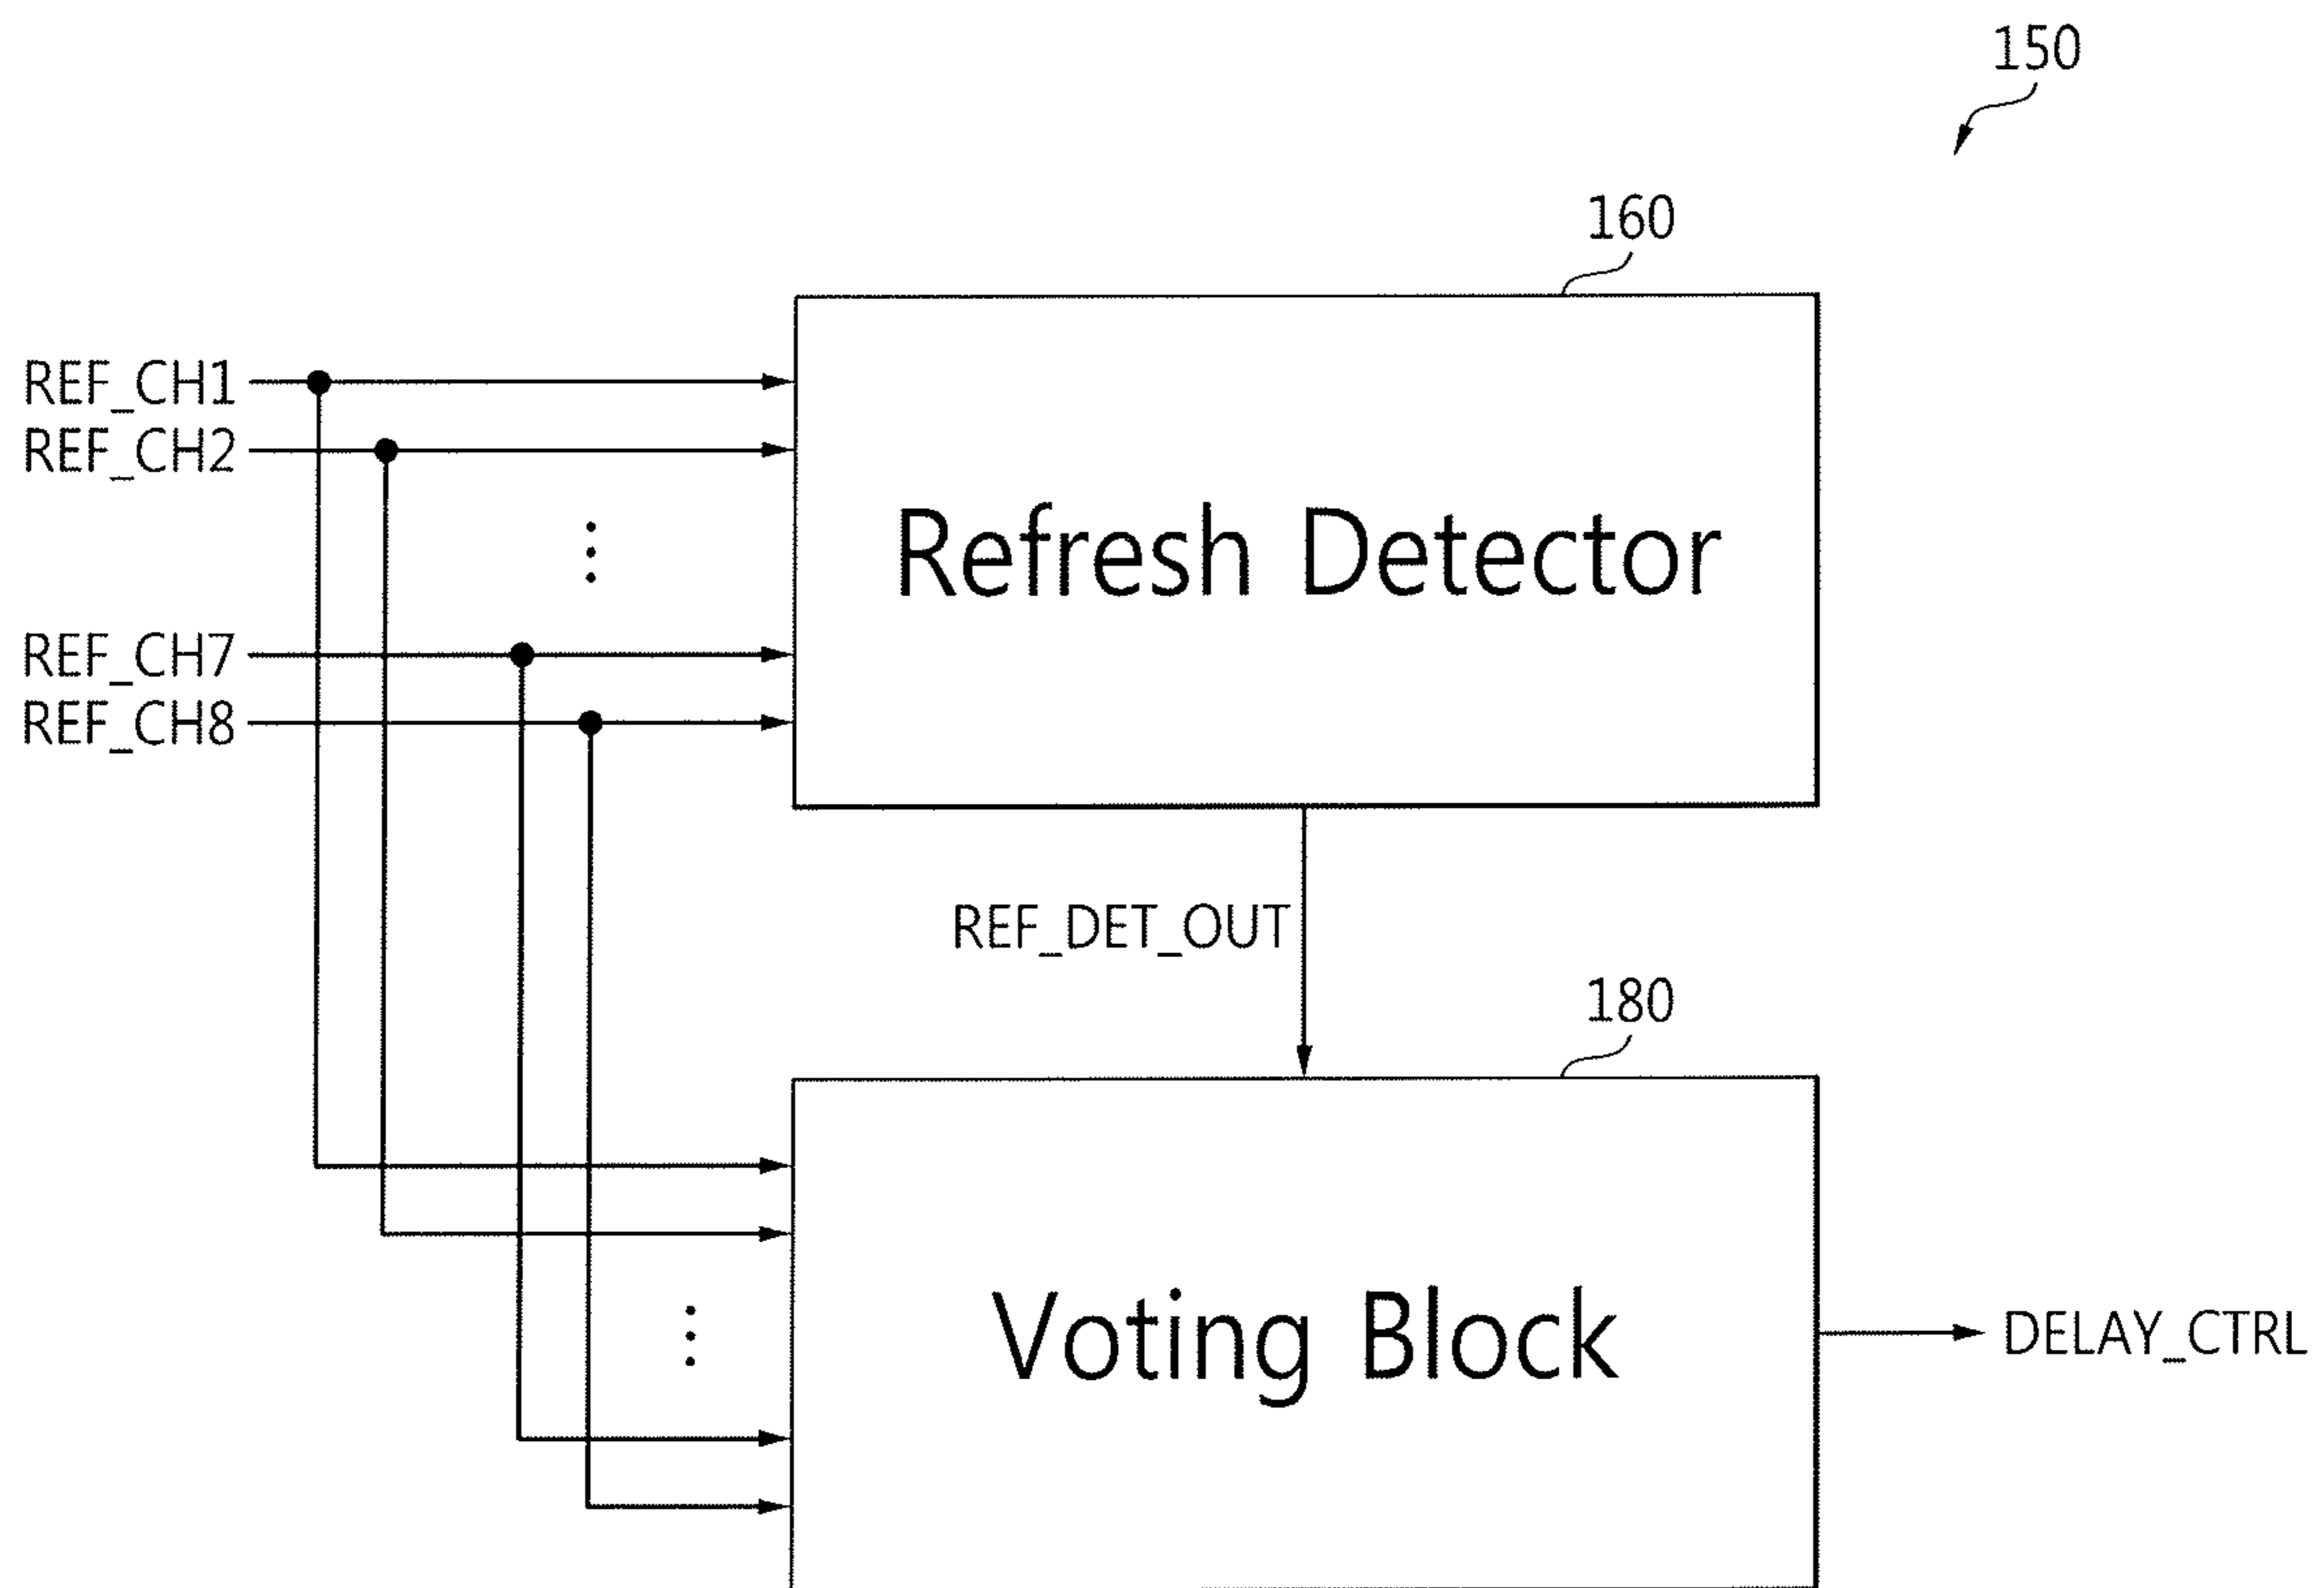 150
160
REF_CH1
REF_CH2
Refresh Detector
REF_CH7
REF_CH8
REF_DET_OUT
180
Voting Block
DELAY_CTRL